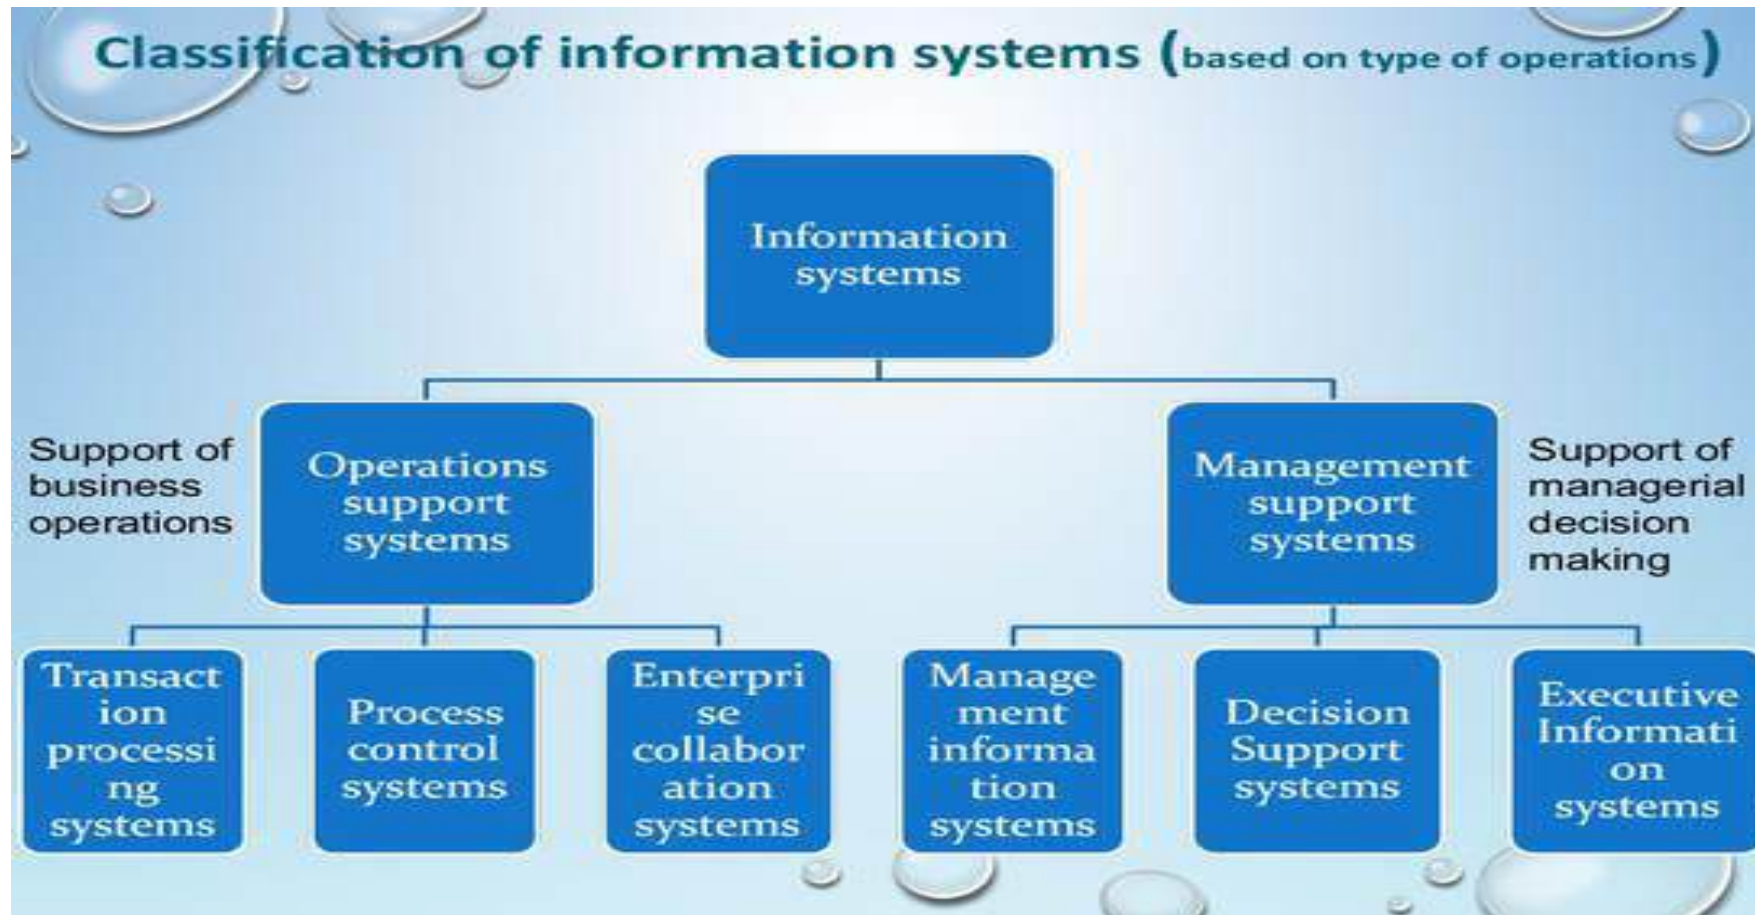 Classification of information systems (based on type of operations)
Information
systems
Support of
business
operations
Operations
support
systems
Management
support
systems
Support of
managerial
decision
making
Transact
ion
processi
ng
systems
Process
control
systems
Enterpri
se
collabor
ation
systems
Manage
ment
informa
tion
systems
Decision
Support
systems
Executive
Informati
on
systems